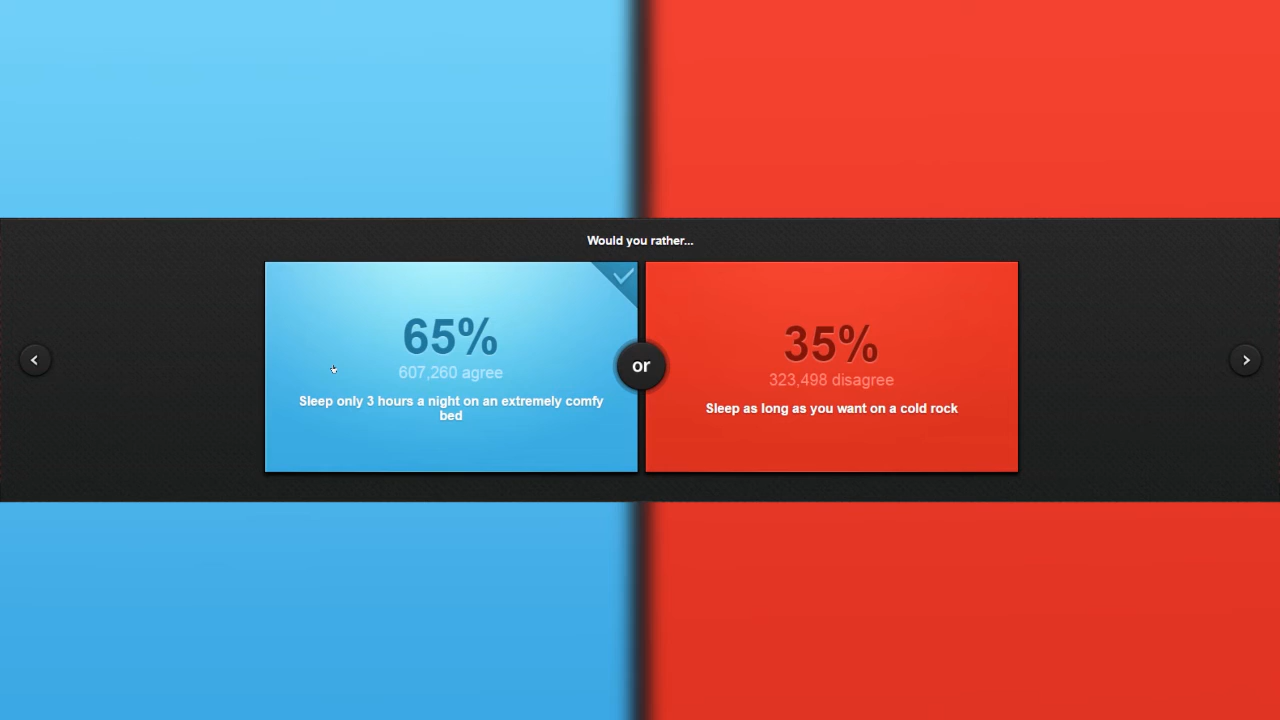 Would you rather...
65%
607,260 agree
Sleep only 3 hours a night on an extremely comfy
bed
or
35%
323,498 disagree
Sleep as long as you want on a cold rock